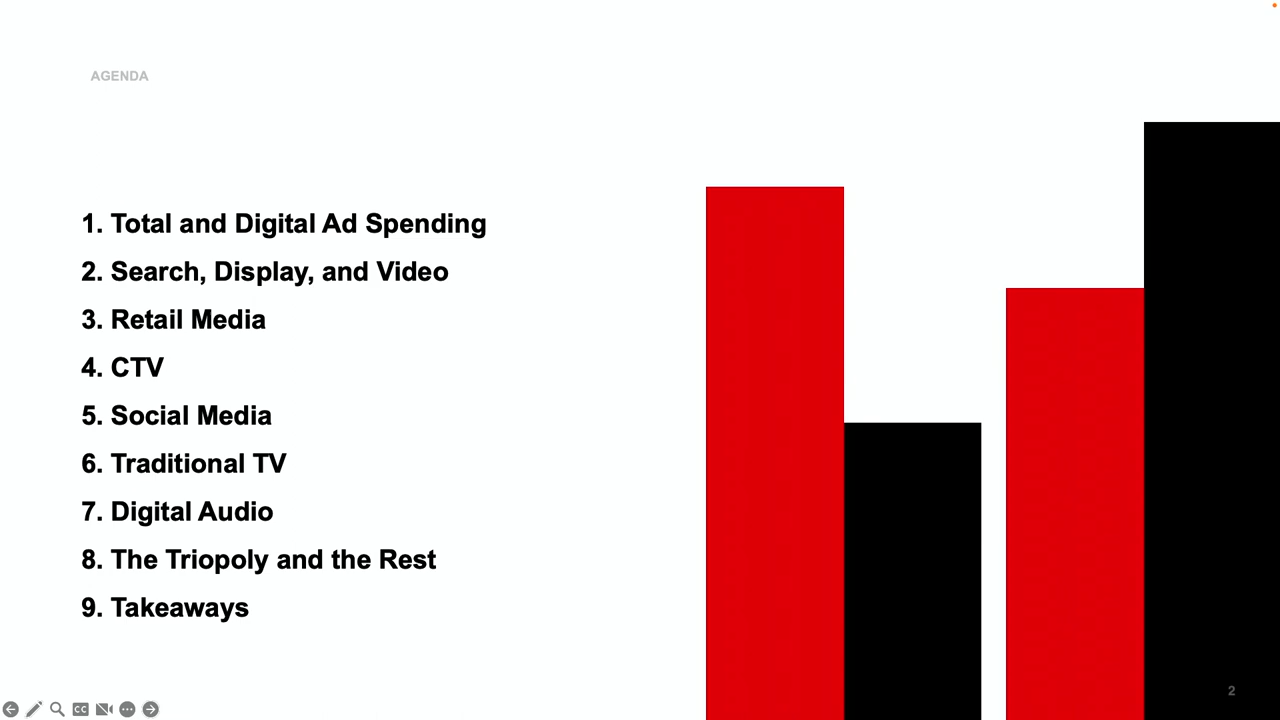 AGENDA
1. Total and Digital Ad Spending
2. Search, Display, and Video
3. Retail Media
4. CTV
5. Social Media
6. Traditional TV
7. Digital Audio
8. The Triopoly and the Rest
9. Takeaways
2
CC